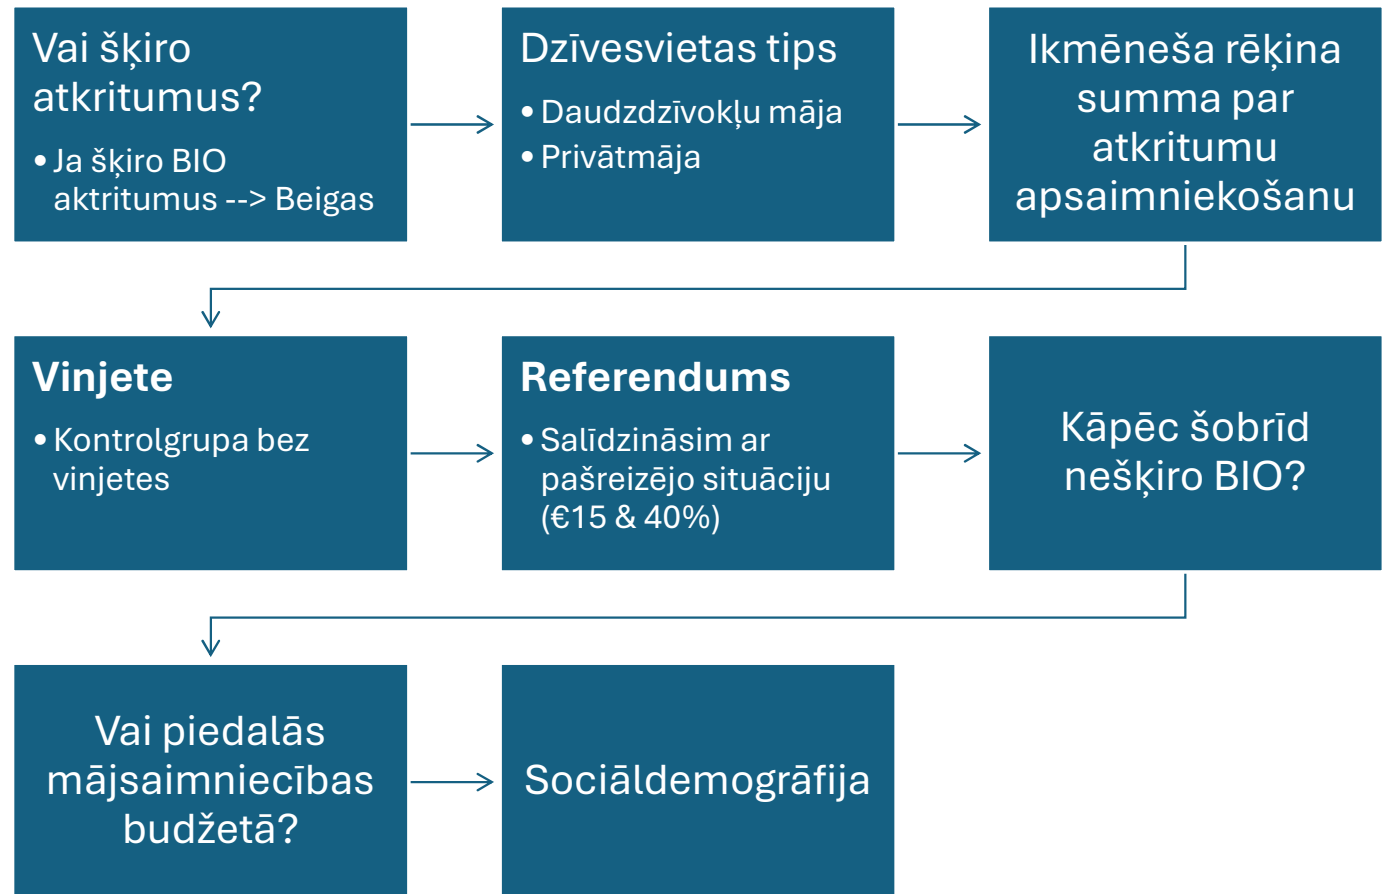 Vai šķiro
atkritumus?
• Ja šķiro BIO
aktritumus --> Beigas
Dzīvesvietas tips
• Daudzdzīvokļu māja
• Privātmāja
Ikmēneša rēķina
summa par
atkritumu
apsaimniekošanu
Vinjete
• Kontrolgrupa bez
vinjetes
Referendums
• Salīdzināsim ar
pašreizējo situāciju
(€15 & 40%)
Kāpēc šobrīd
nešķiro BIO?
Vai piedalās
mājsaimniecības
budžetā?
Sociāldemogrāfija